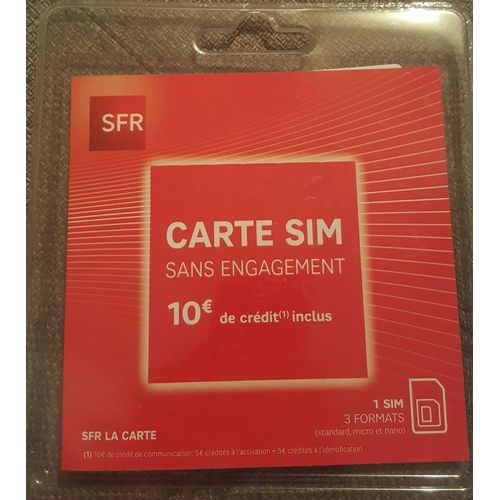 SFR
CARTE SIM
SANS ENGAGEMENT
10€ de crédit(1) inclus
1 SIM
3 FORMATS
(standard, micro et nano)
SFR LA CARTE
(1) 10€ de crédit de communication: 5€ crédités à l'activation + 5€ crédités à l'identification